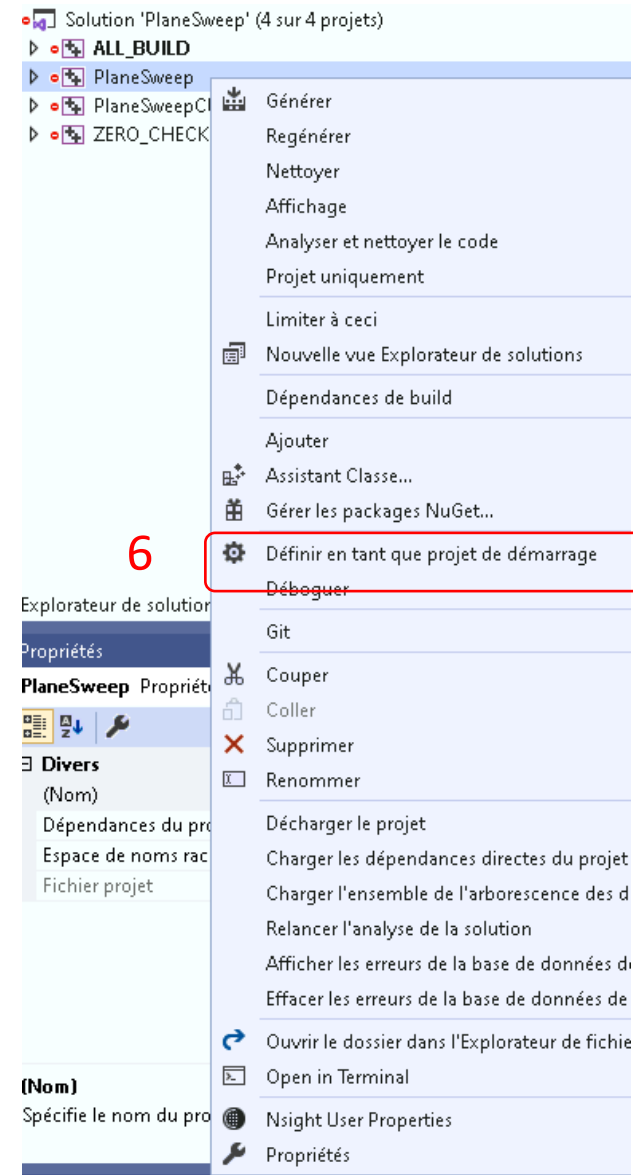 Solution 'PlaneSweep' (4 sur 4 projets)
ALL_BUILD
PlaneSweep
PlaneSweepCl
ZERO_CHECK
Générer
Regénérer
Nettoyer
Affichage
Analyser et nettoyer le code
Projet uniquement
Limiter à ceci
Nouvelle vue Explorateur de solutions
Dépendances de build
Ajouter
Assistant Classe...
Gérer les packages NuGet...
6
Définir en tant que projet de démarrage
Déboguer
Explorateur de solution
Git
Propriétés
Couper
PlaneSweep Propriété
Coller
Supprimer
Divers
Renommer
(Nom)
Décharger le projet
Dépendances du pro
Charger les dépendances directes du projet
Espace de noms rac
Fichier projet
Charger l'ensemble de l'arborescence des d
Relancer l'analyse de la solution
Afficher les erreurs de la base de données de
Effacer les erreurs de la base de données de
Ouvrir le dossier dans l'Explorateur de fichie
Open in Terminal
(Nom)
Spécifie le nom du pro
Nsight User Properties
Propriétés